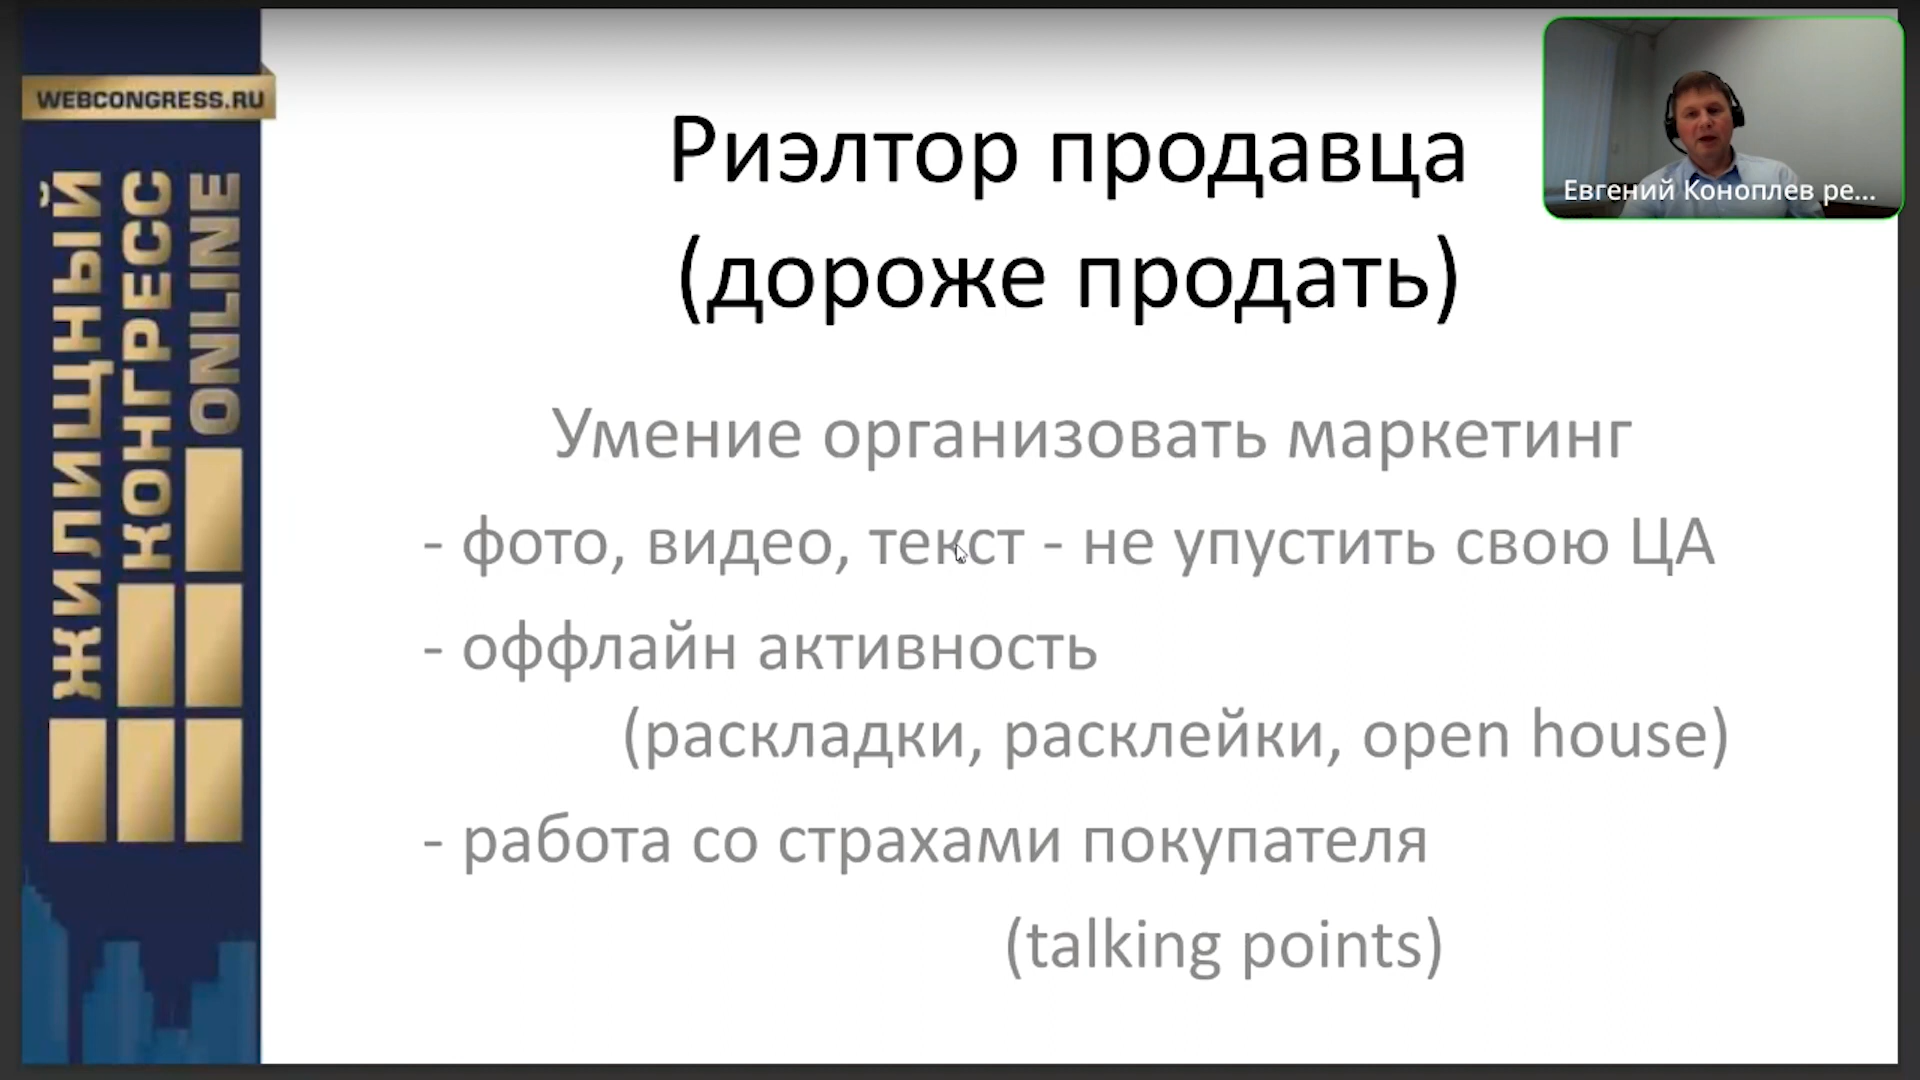 WEBCONGRESS.RU
ЖИЛИЩНЫЙ
КОНГРЕСС
ONLINE
Риэлтор продавца
(дороже продать)
Евгений Коноплев ре...
Умение организовать маркетинг
- фото, видео, текст - не упустить свою ЦА
- оффлайн активность
(раскладки, расклейки, open house)
- работа со страхами покупателя
(talking points)